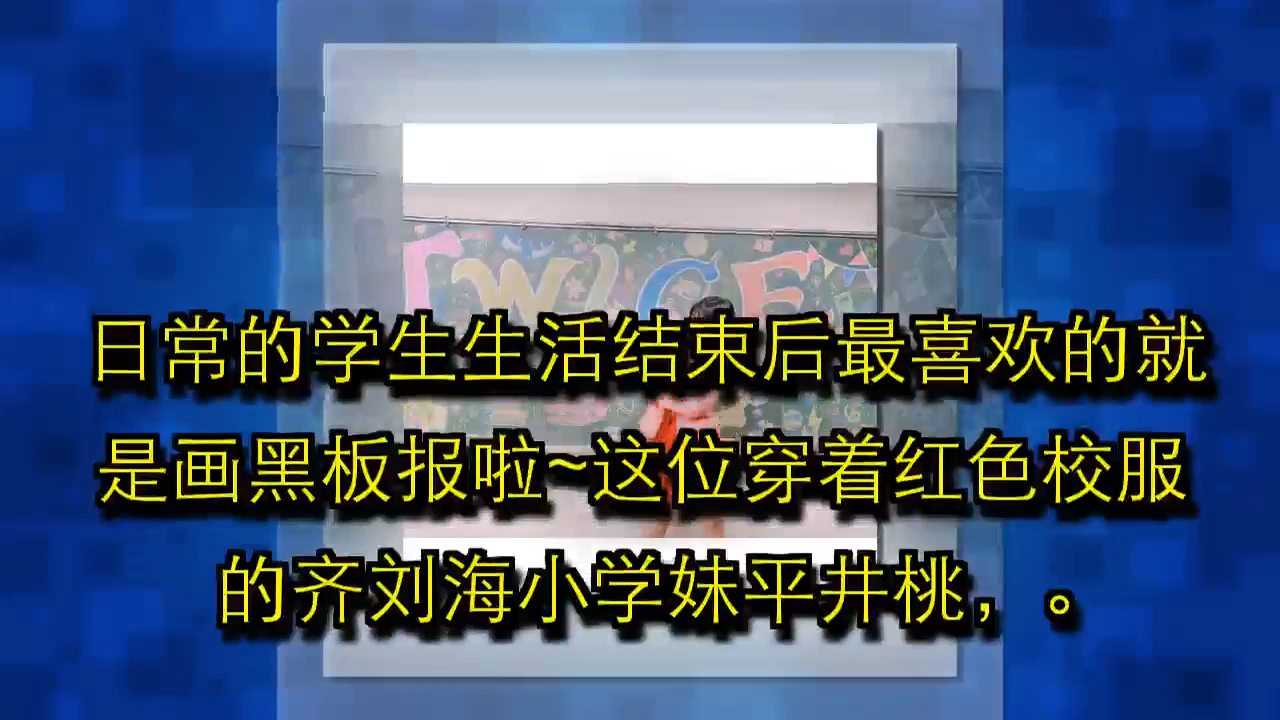 TWICE
日常的学生生活结束后最喜欢的就
是画黑板报啦~这位穿着红色校服
的齐刘海小学妹平井桃，。